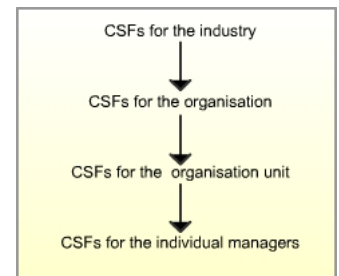 CSFs for the industry
CSFs for the organisation
CSFs for the organisation unit
CSFs for the individual managers